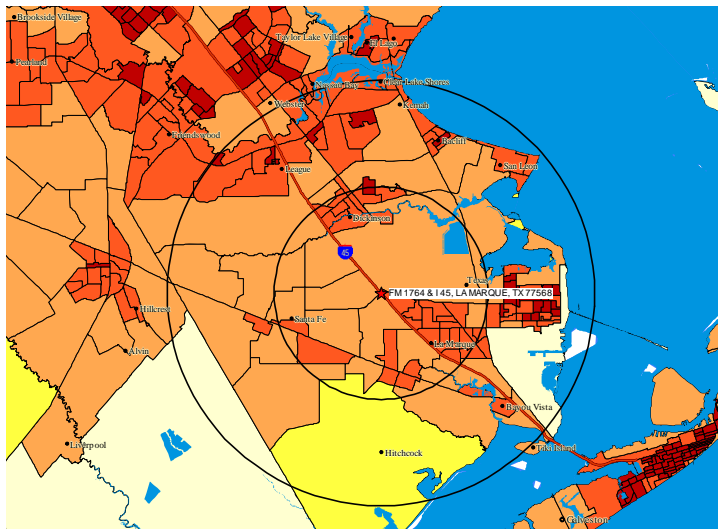 Brookside Village
Taylor Lake Village
El Lago
Pearland
Nassau Bay
Clear Lake Shores
Webster
Kemah
Friendswood
Bacliff
San Leon
League
Dickinson
45
Texas
FM 1764 & I 45, LA MARQUE, TX 77568
Hillcrest
Santa Fe
La Marque
Alvin
Bayou Vista
Liverpool
Tiki Island
Hitchcock
Galveston